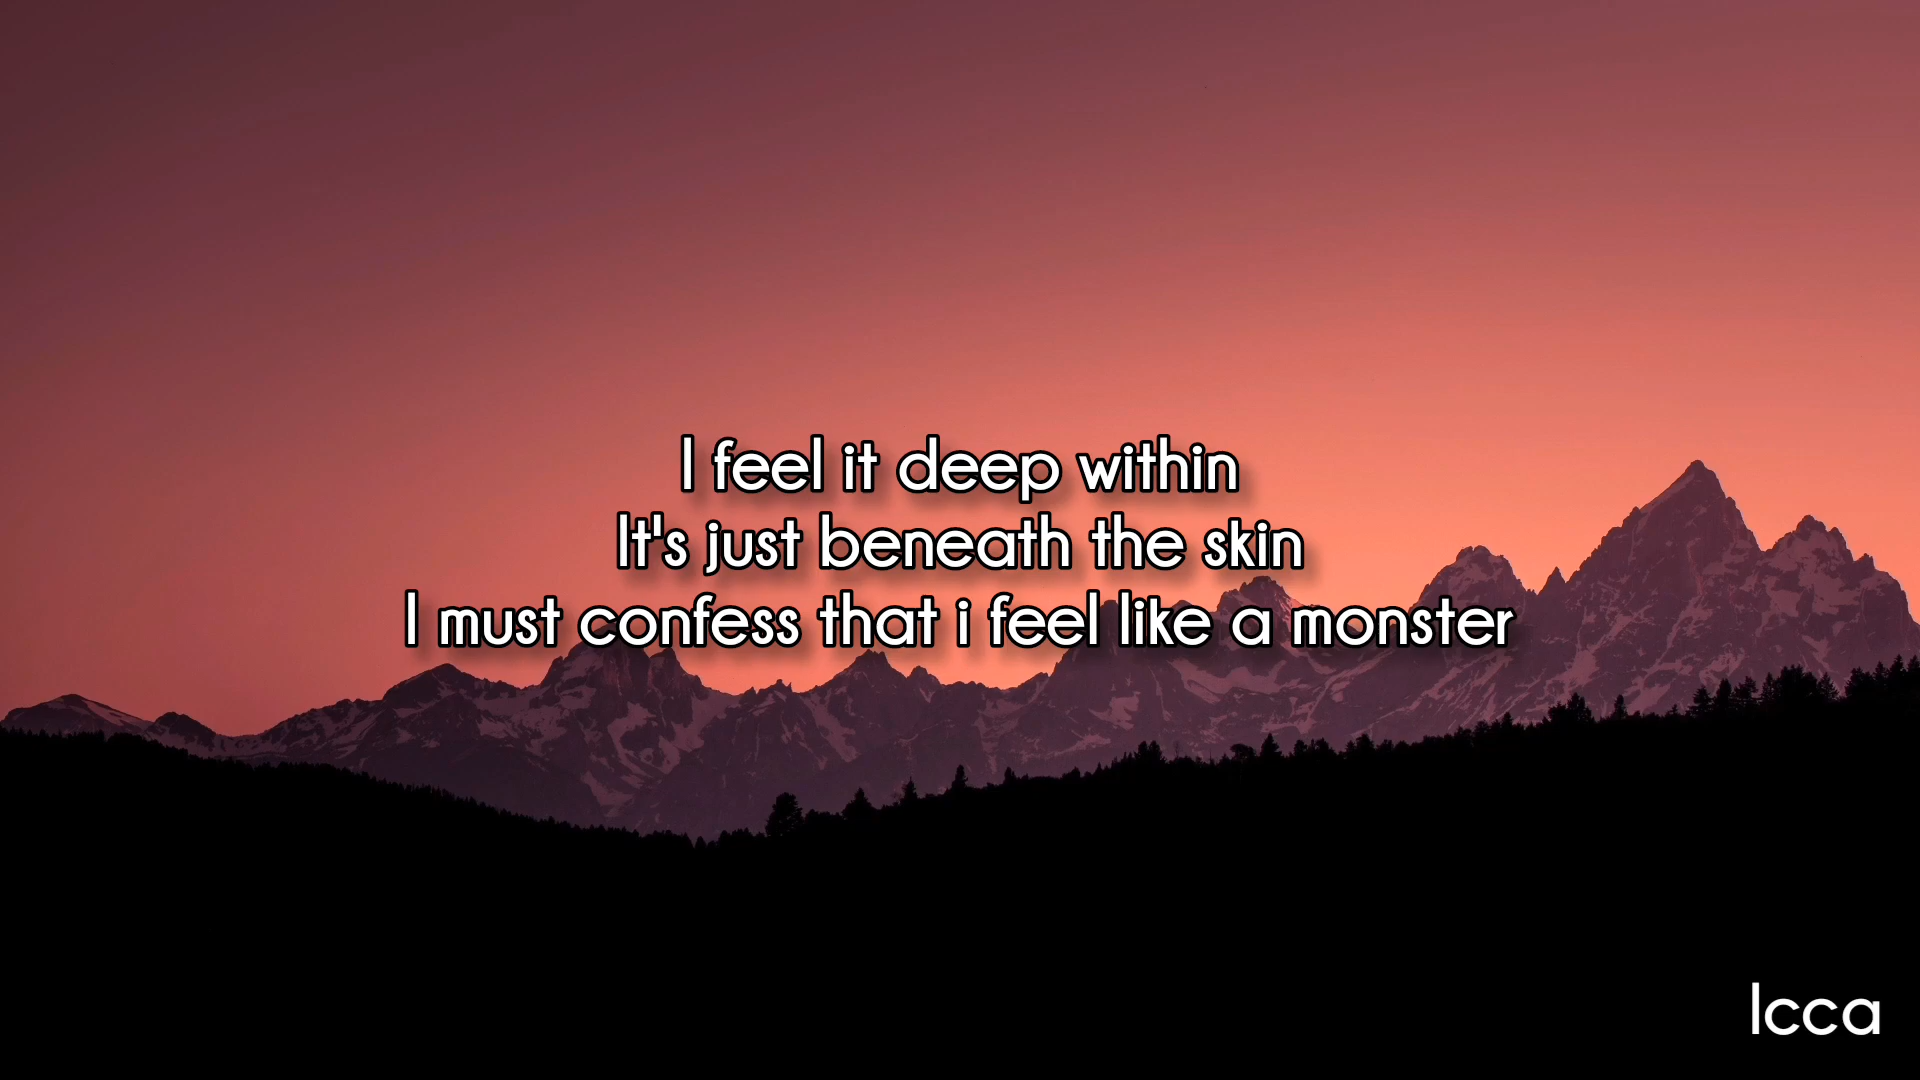 I feel it deep within
It's just beneath the skin
I must confess that i feel like a monster
lcca